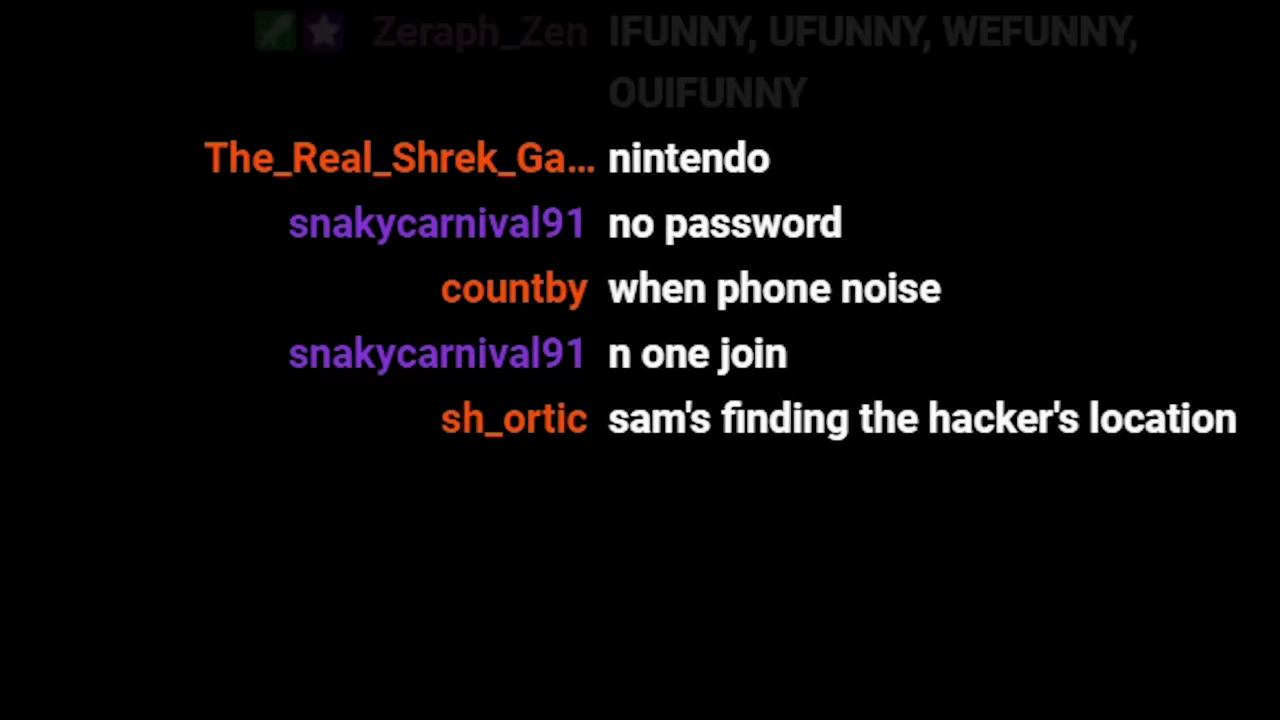 Zeraph_Zen IFUNNY, UFUNNY, WEFUNNY,
OUIFUNNY
The_Real_Shrek_Ga... nintendo
snakycarnival91 no password
countby when phone noise
snakycarnival91 n one join
sh_ortic sam's finding the hacker's location